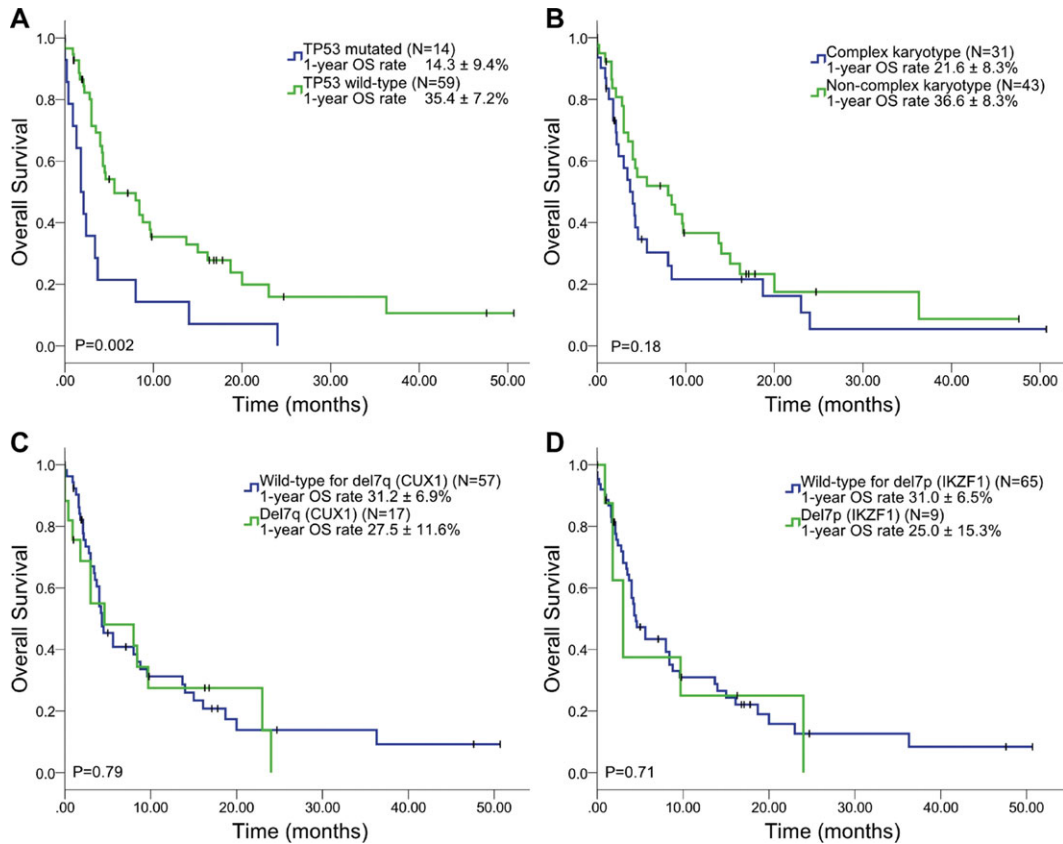 A
TP53 mutated (N=14)
1-year OS rate 14.3 ± 9.4%
TP53 wild-type (N=59)
1-year OS rate 35.4 ± 7.2%
Overall Survival
1.0
0.8
0.6
0.4
0.2
0.0
P=0.002
.00 10.00 20.00 30.00 40.00 50.00
Time (months)
B
Complex karyotype (N=31)
1-year OS rate 21.6 ± 8.3%
Non-complex karyotype (N=43)
1-year OS rate 36.6 ± 8.3%
Overall Survival
1.0
0.8
0.6
0.4
0.2
0.0
P=0.18
.00 10.00 20.00 30.00 40.00 50.00
Time (months)
C
Wild-type for del7q (CUX1) (N=57)
1-year OS rate 31.2 ± 6.9%
Del7q (CUX1) (N=17)
1-year OS rate 27.5 ± 11.6%
Overall Survival
1.0
0.8
0.6
0.4
0.2
0.0
P=0.79
.00 10.00 20.00 30.00 40.00 50.00
Time (months)
D
Wild-type for del7p (IKZF1) (N=65)
1-year OS rate 31.0 ± 6.5%
Del7p (IKZF1) (N=9)
1-year OS rate 25.0 ± 15.3%
Overall Survival
1.0
0.8
0.6
0.4
0.2
0.0
P=0.71
.00 10.00 20.00 30.00 40.00 50.00
Time (months)